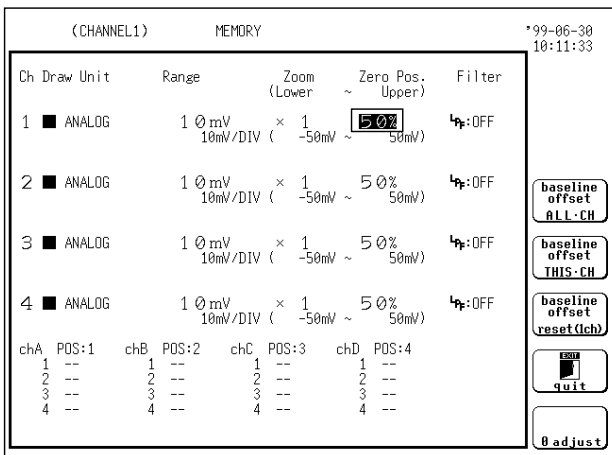 (CHANNEL1) MEMORY '99-06-30
10:11:33
Ch Draw Unit Range Zoom Zero Pos. Filter
(Lower ~ Upper)
1 ■ ANALOG 10mV × 1 50% LPF:OFF
10mV/DIV ( -50mV ~ 50mV)
2 ■ ANALOG 10mV × 1 50% LPF:OFF
10mV/DIV ( -50mV ~ 50mV)
3 ■ ANALOG 10mV × 1 50% LPF:OFF
10mV/DIV ( -50mV ~ 50mV)
4 ■ ANALOG 10mV × 1 50% LPF:OFF
10mV/DIV ( -50mV ~ 50mV)
chA POS:1 chB POS:2 chC POS:3 chD POS:4
1 -- 1 -- 1 -- 1 --
2 -- 2 -- 2 -- 2 --
3 -- 3 -- 3 -- 3 --
4 -- 4 -- 4 -- 4 --
baseline
offset
ALL·CH
baseline
offset
THIS·CH
baseline
offset
reset(1ch)
EXIT
quit
0 adjust